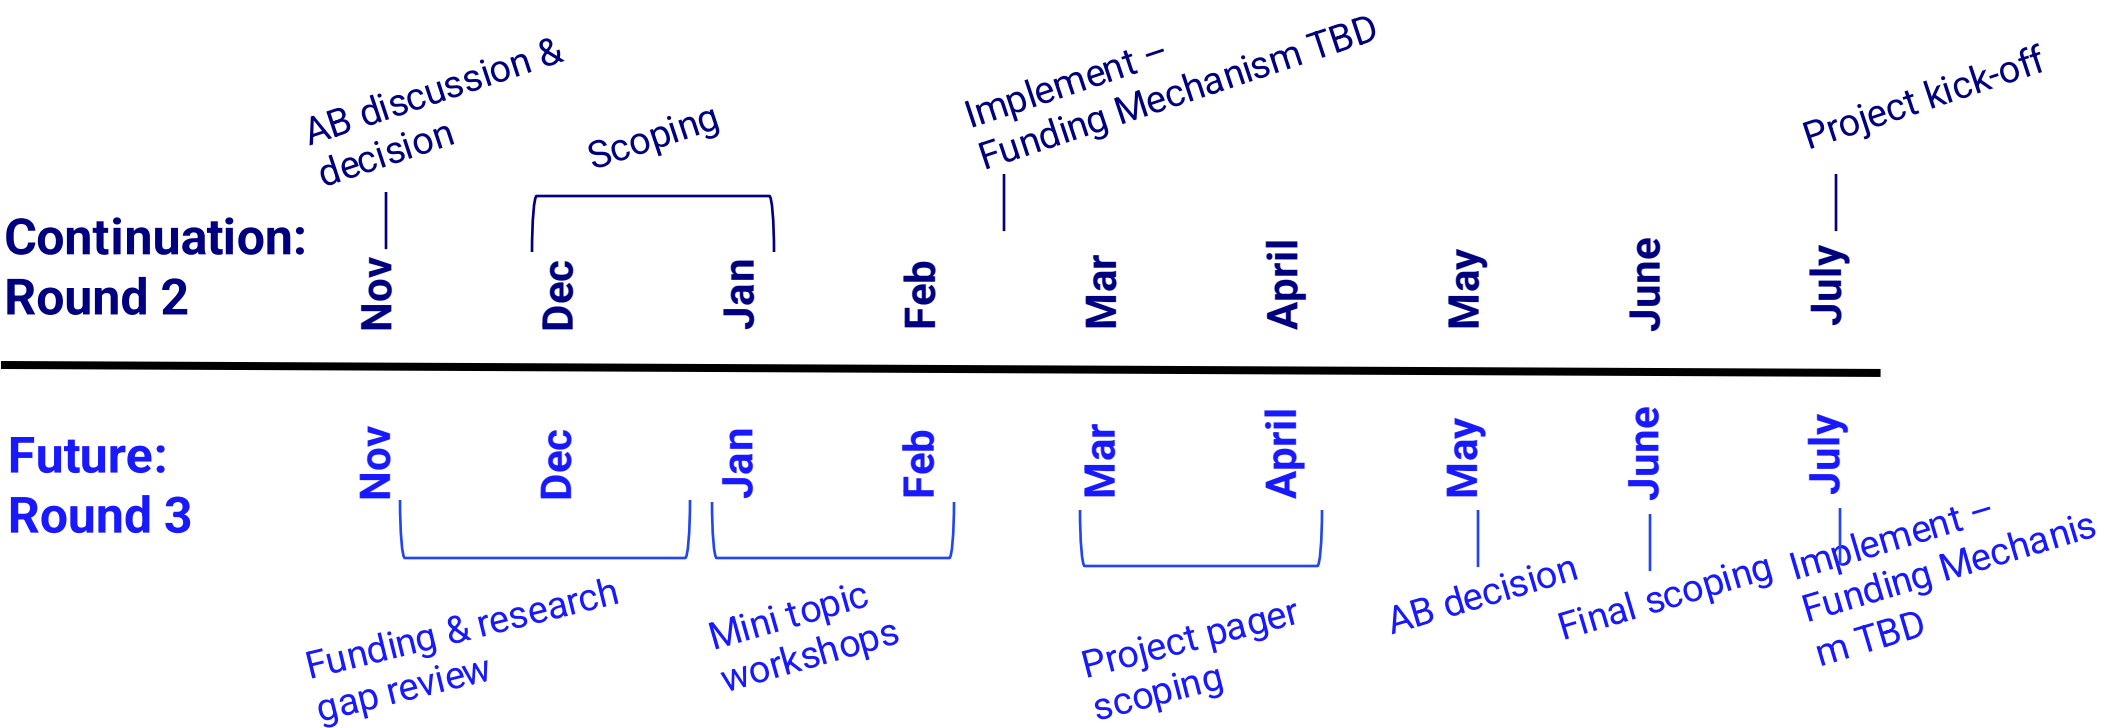 AB discussion &
decision
Scoping
Implement –
Funding Mechanism TBD
Project kick-off
Continuation:
Round 2
Nov
Dec
Jan
Feb
Mar
April
May
June
July
Future:
Round 3
Nov
Dec
Jan
Feb
Mar
April
May
June
July
Funding & research
gap review
Mini topic
workshops
Project pager
scoping
AB decision
Final scoping
Implement –
Funding Mechanis
m TBD